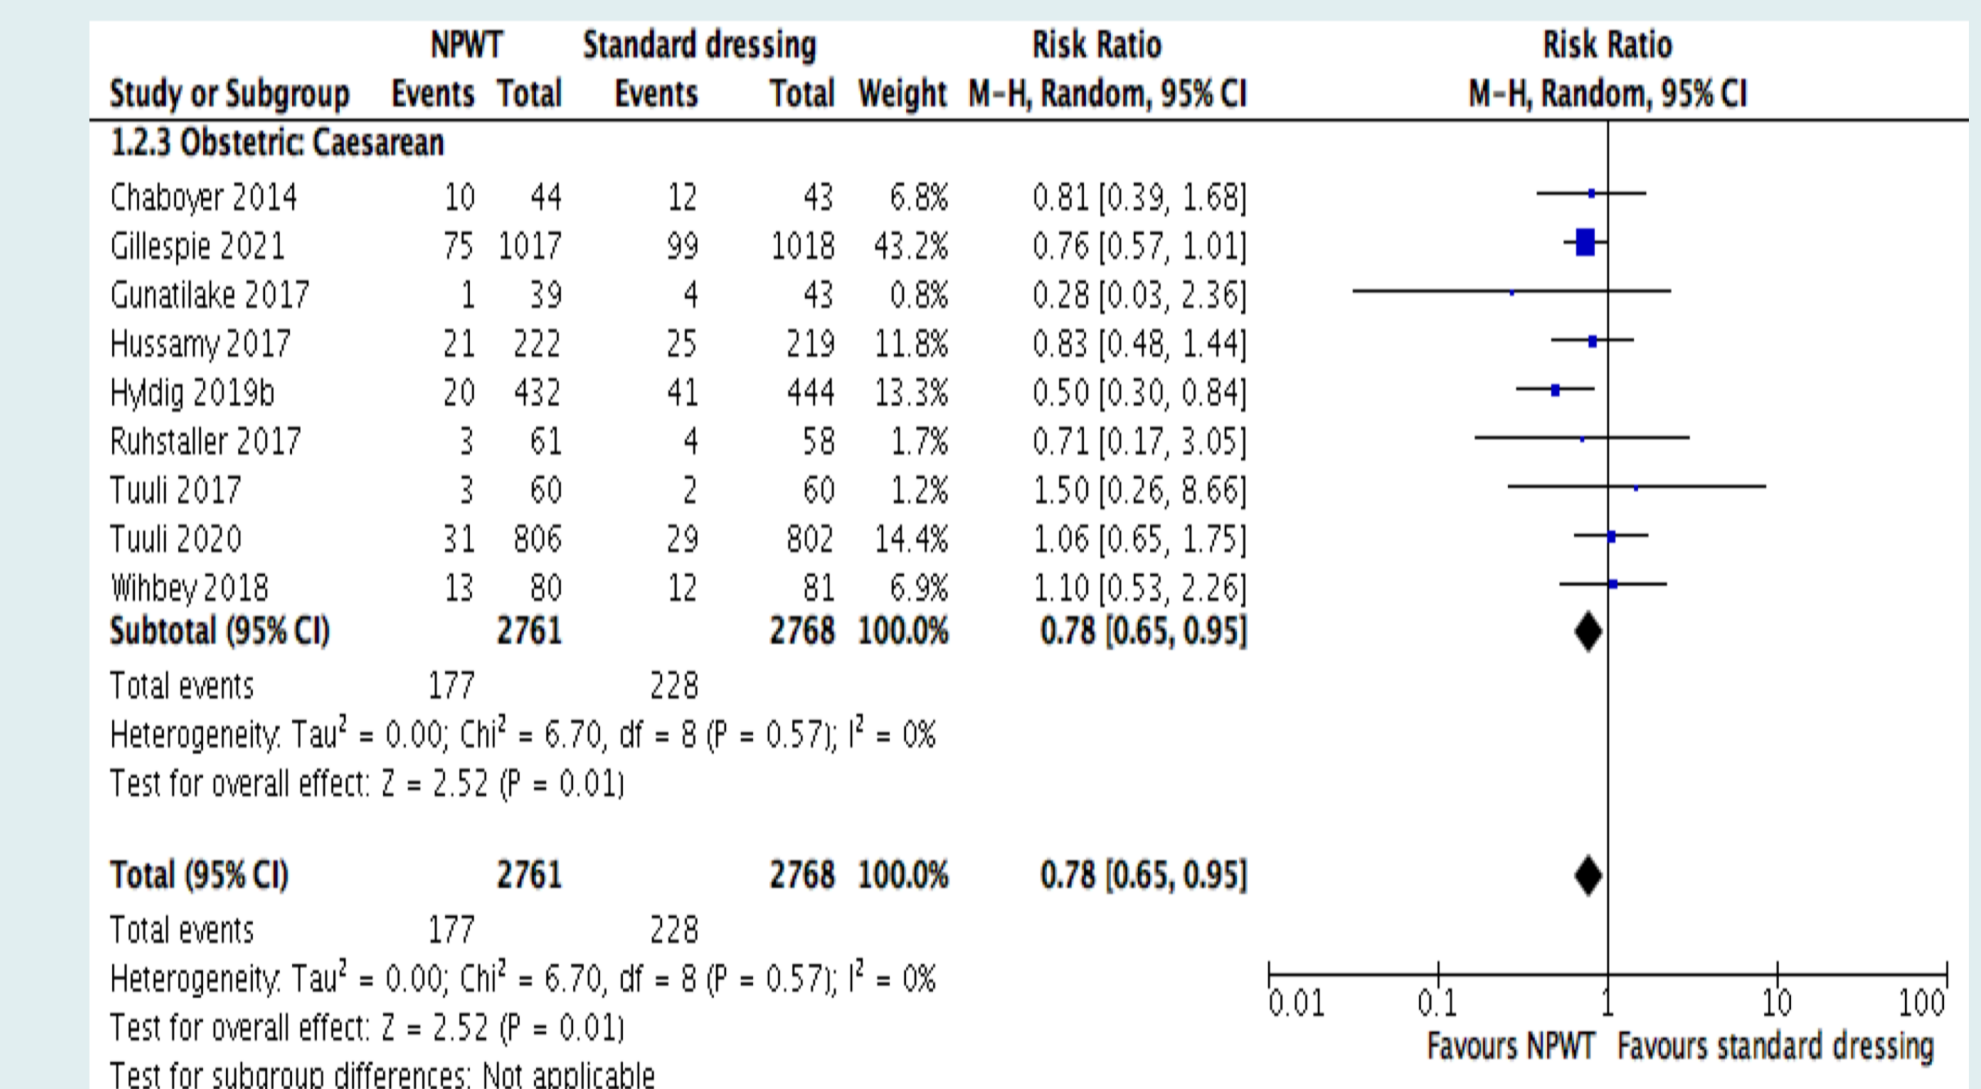 NPWT Standard dressing Risk Ratio Risk Ratio
Study or Subgroup Events Total Events Total Weight M-H, Random, 95% CI M-H, Random, 95% CI
1.2.3 Obstetric: Caesarean
Chaboyer 2014 10 44 12 43 6.8% 0.81 [0.39, 1.68]
Gillespie 2021 75 1017 99 1018 43.2% 0.76 [0.57, 1.01]
Gunatilake 2017 1 39 4 43 0.8% 0.28 [0.03, 2.36]
Hussamy 2017 21 222 25 219 11.8% 0.83 [0.48, 1.44]
Hyldig 2019b 20 432 41 444 13.3% 0.50 [0.30, 0.84]
Ruhstaller 2017 3 61 4 58 1.7% 0.71 [0.17, 3.05]
Tuuli 2017 3 60 2 60 1.2% 1.50 [0.26, 8.66]
Tuuli 2020 31 806 29 802 14.4% 1.06 [0.65, 1.75]
Wihbey 2018 13 80 12 81 6.9% 1.10 [0.53, 2.26]
Subtotal (95% CI) 2761 2768 100.0% 0.78 [0.65, 0.95]
Total events 177 228
Heterogeneity: Tau² = 0.00; Chi² = 6.70, df = 8 (P = 0.57); I² = 0%
Test for overall effect: Z = 2.52 (P = 0.01)
Total (95% CI) 2761 2768 100.0% 0.78 [0.65, 0.95]
Total events 177 228
Heterogeneity: Tau² = 0.00; Chi² = 6.70, df = 8 (P = 0.57); I² = 0%
Test for overall effect: Z = 2.52 (P = 0.01)
Test for subgroup differences: Not applicable
0.01 0.1 1 10 100
Favours NPWT Favours standard dressing